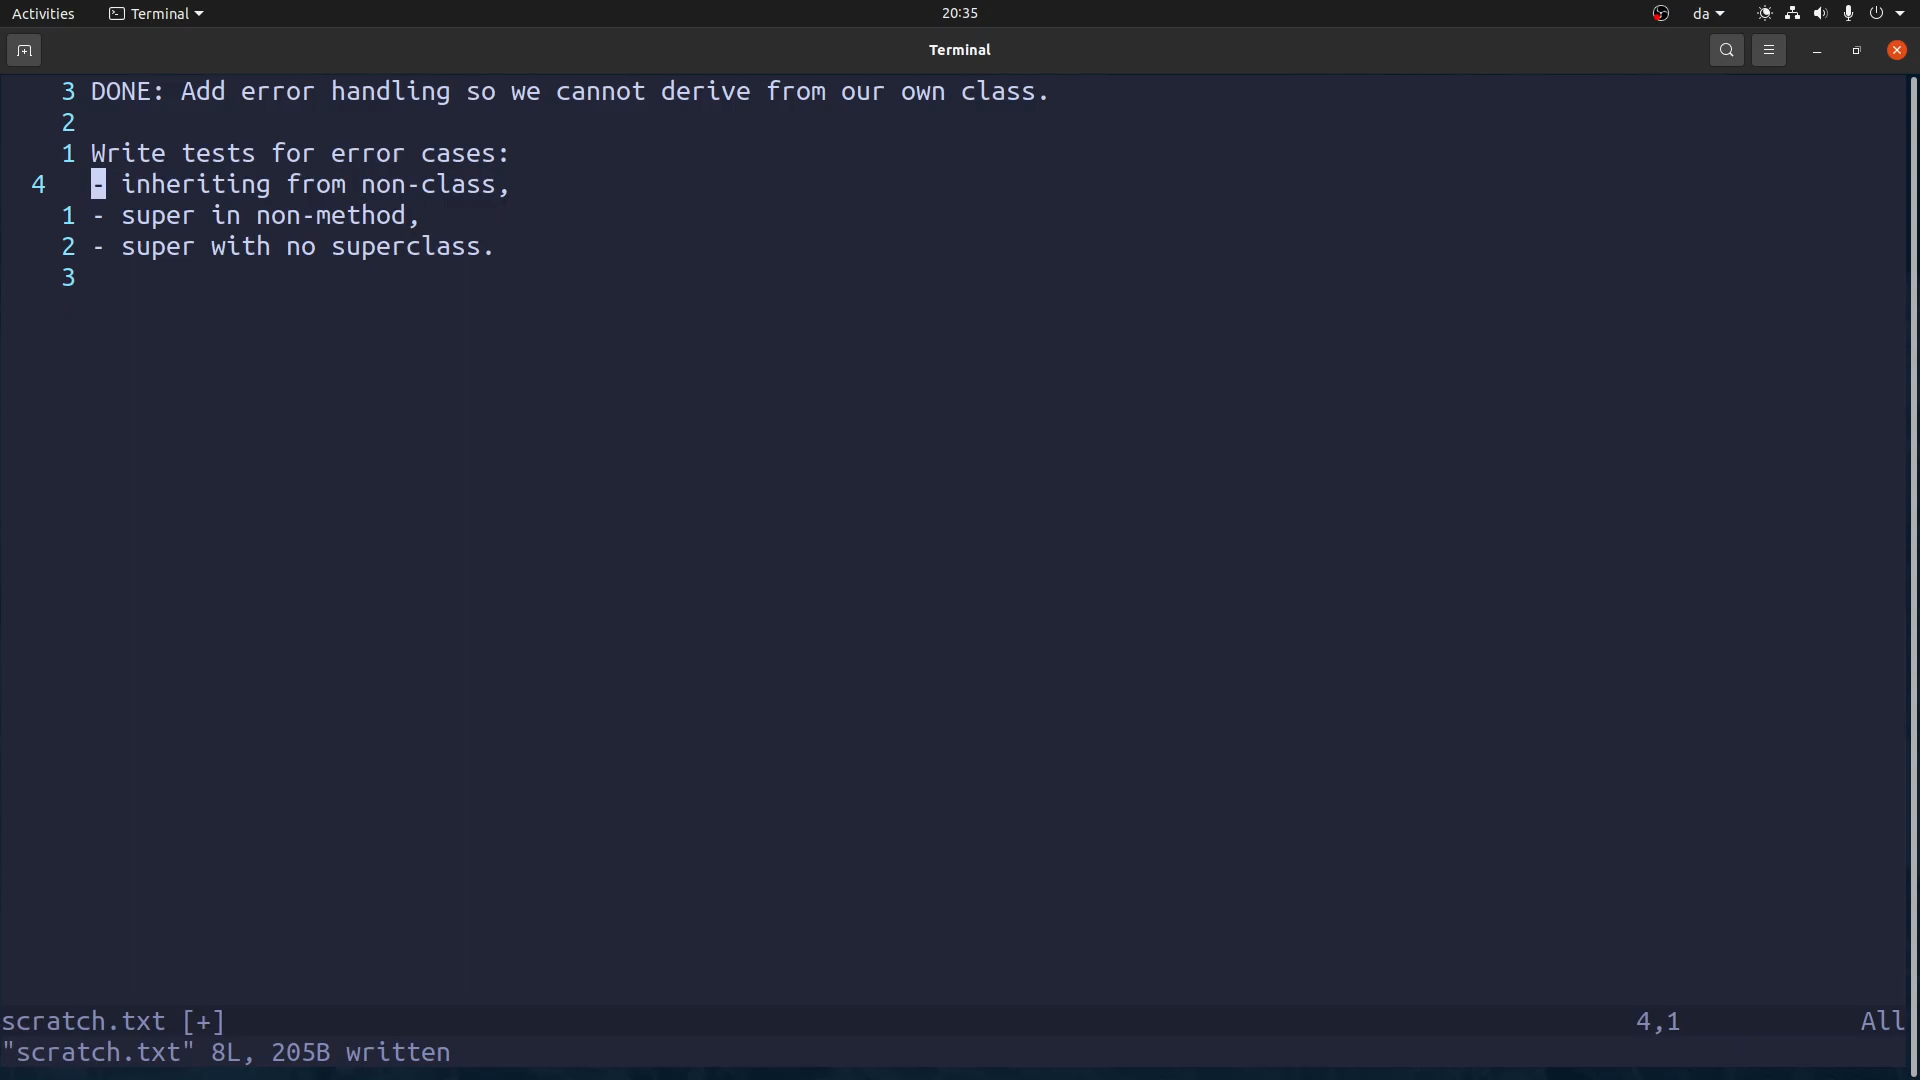 Activities Terminal 20:35 da
Terminal
3 DONE: Add error handling so we cannot derive from our own class.
2
1 Write tests for error cases:
4 - inheriting from non-class,
1 - super in non-method,
2 - super with no superclass.
3
scratch.txt [+] 4,1 All
"scratch.txt" 8L, 205B written